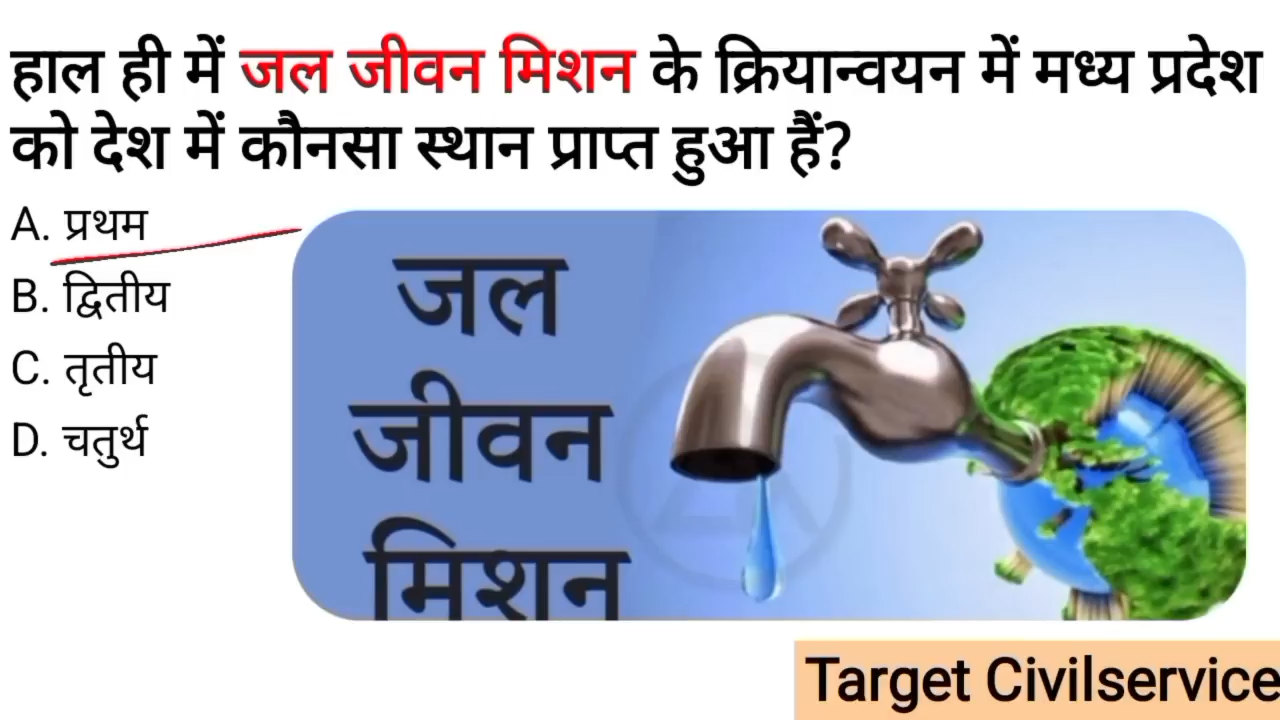 हाल ही में जल जीवन मिशन के क्रियान्वयन में मध्य प्रदेश
को देश में कौनसा स्थान प्राप्त हुआ हैं?
A. प्रथम
B. द्वितीय
C. तृतीय
D. चतुर्थ
जल
जीवन
मिशन
Target Civilservice